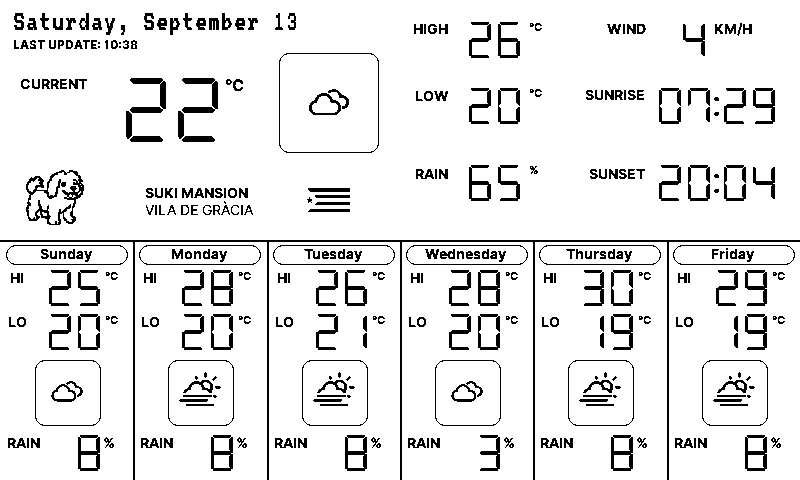 Saturday, September 13
LAST UPDATE: 10:38
CURRENT 22 °C
SUKI MANSION
VILA DE GRÀCIA
HIGH 26 °C
LOW 20 °C
RAIN 65 %
WIND 4 KM/H
SUNRISE 07:29
SUNSET 20:04
Sunday
HI 25 °C
LO 20 °C
RAIN 8 %
Monday
HI 28 °C
LO 20 °C
RAIN 8 %
Tuesday
HI 26 °C
LO 21 °C
RAIN 8 %
Wednesday
HI 28 °C
LO 20 °C
RAIN 3 %
Thursday
HI 30 °C
LO 19 °C
RAIN 8 %
Friday
HI 29 °C
LO 19 °C
RAIN 8 %